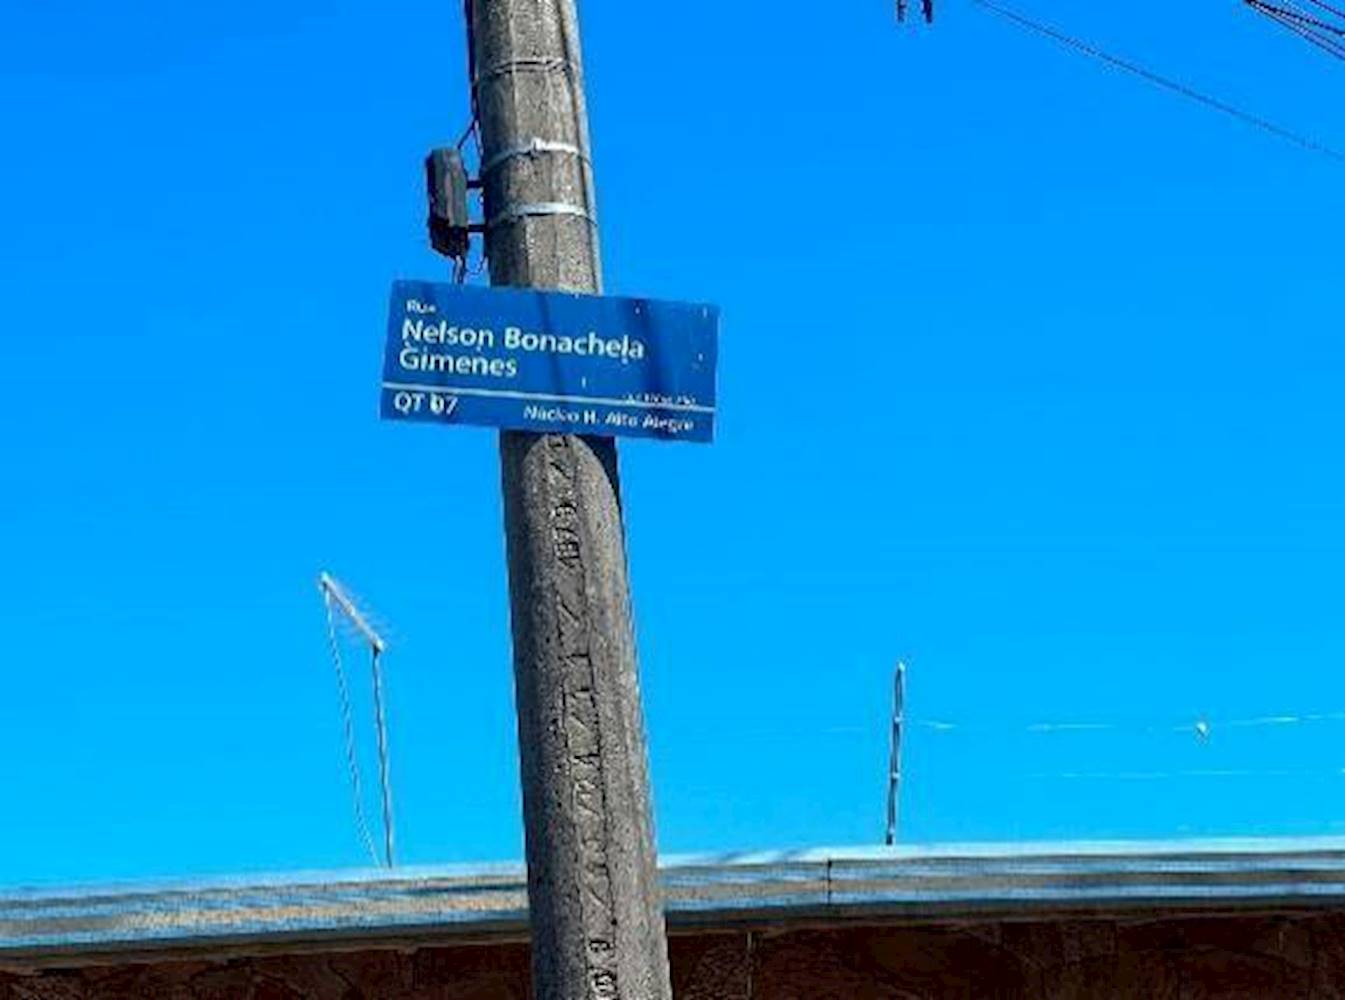 Rua
Nelson Bonachela
Gimenes
QT 07
Núcleo H. Alto Alegre